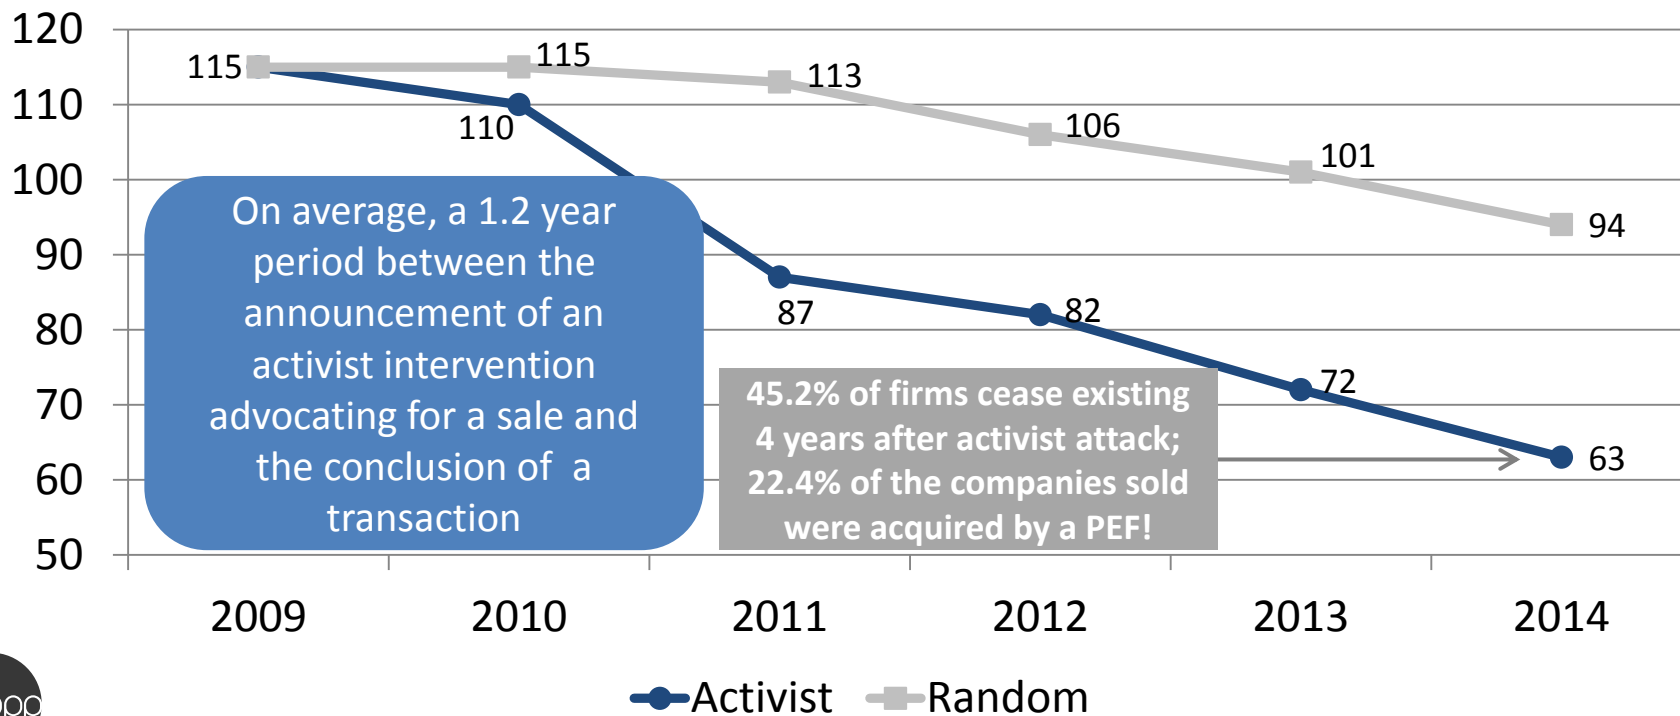 120
110
100
90
80
70
60
50
115
115
113
106
101
94
110
87
82
72
63
On average, a 1.2 year
period between the
announcement of an
activist intervention
advocating for a sale and
the conclusion of a
transaction
45.2% of firms cease existing
4 years after activist attack;
22.4% of the companies sold
were acquired by a PEF!
2009 2010 2011 2012 2013 2014
Activist Random